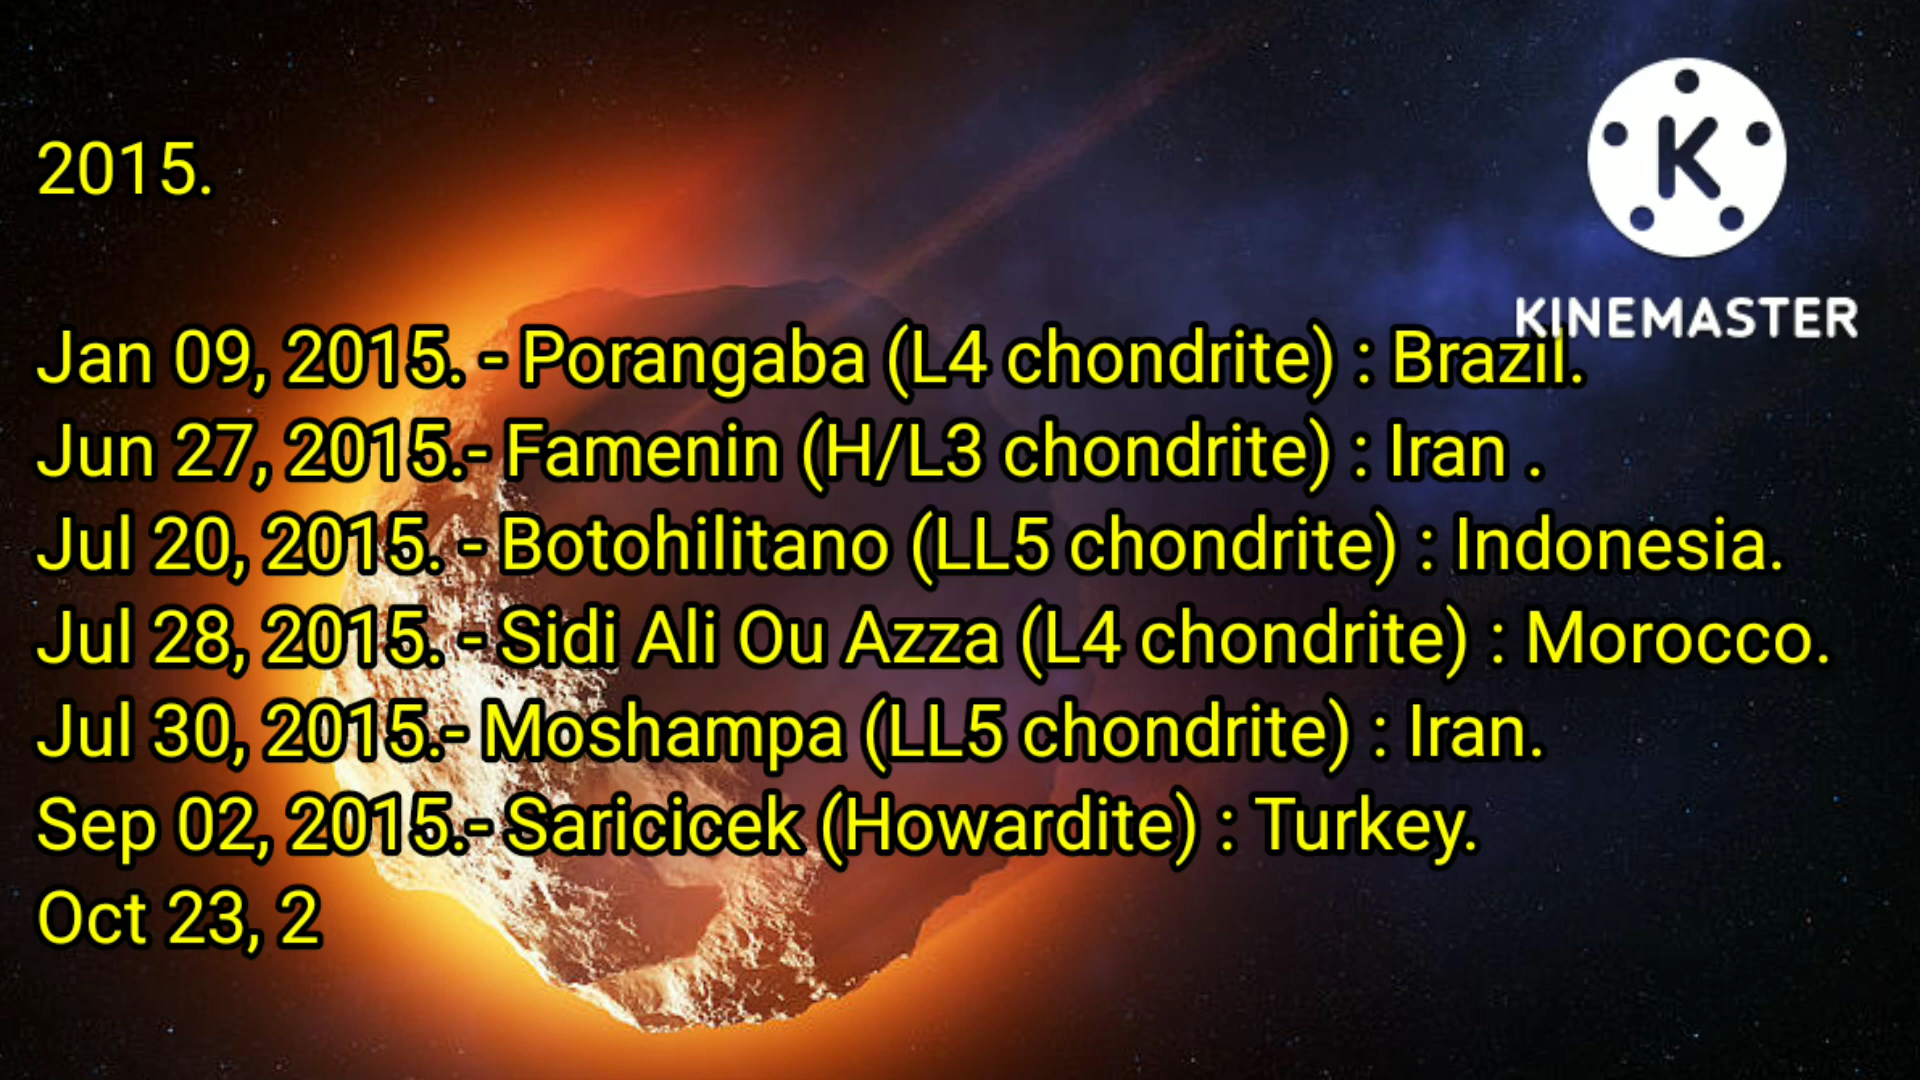 2015.
K
KINEMASTER
Jan 09, 2015. - Porangaba (L4 chondrite) : Brazil.
Jun 27, 2015.- Famenin (H/L3 chondrite) : Iran .
Jul 20, 2015. - Botohilitano (LL5 chondrite) : Indonesia.
Jul 28, 2015. - Sidi Ali Ou Azza (L4 chondrite) : Morocco.
Jul 30, 2015.- Moshampa (LL5 chondrite) : Iran.
Sep 02, 2015.- Saricicek (Howardite) : Turkey.
Oct 23, 2